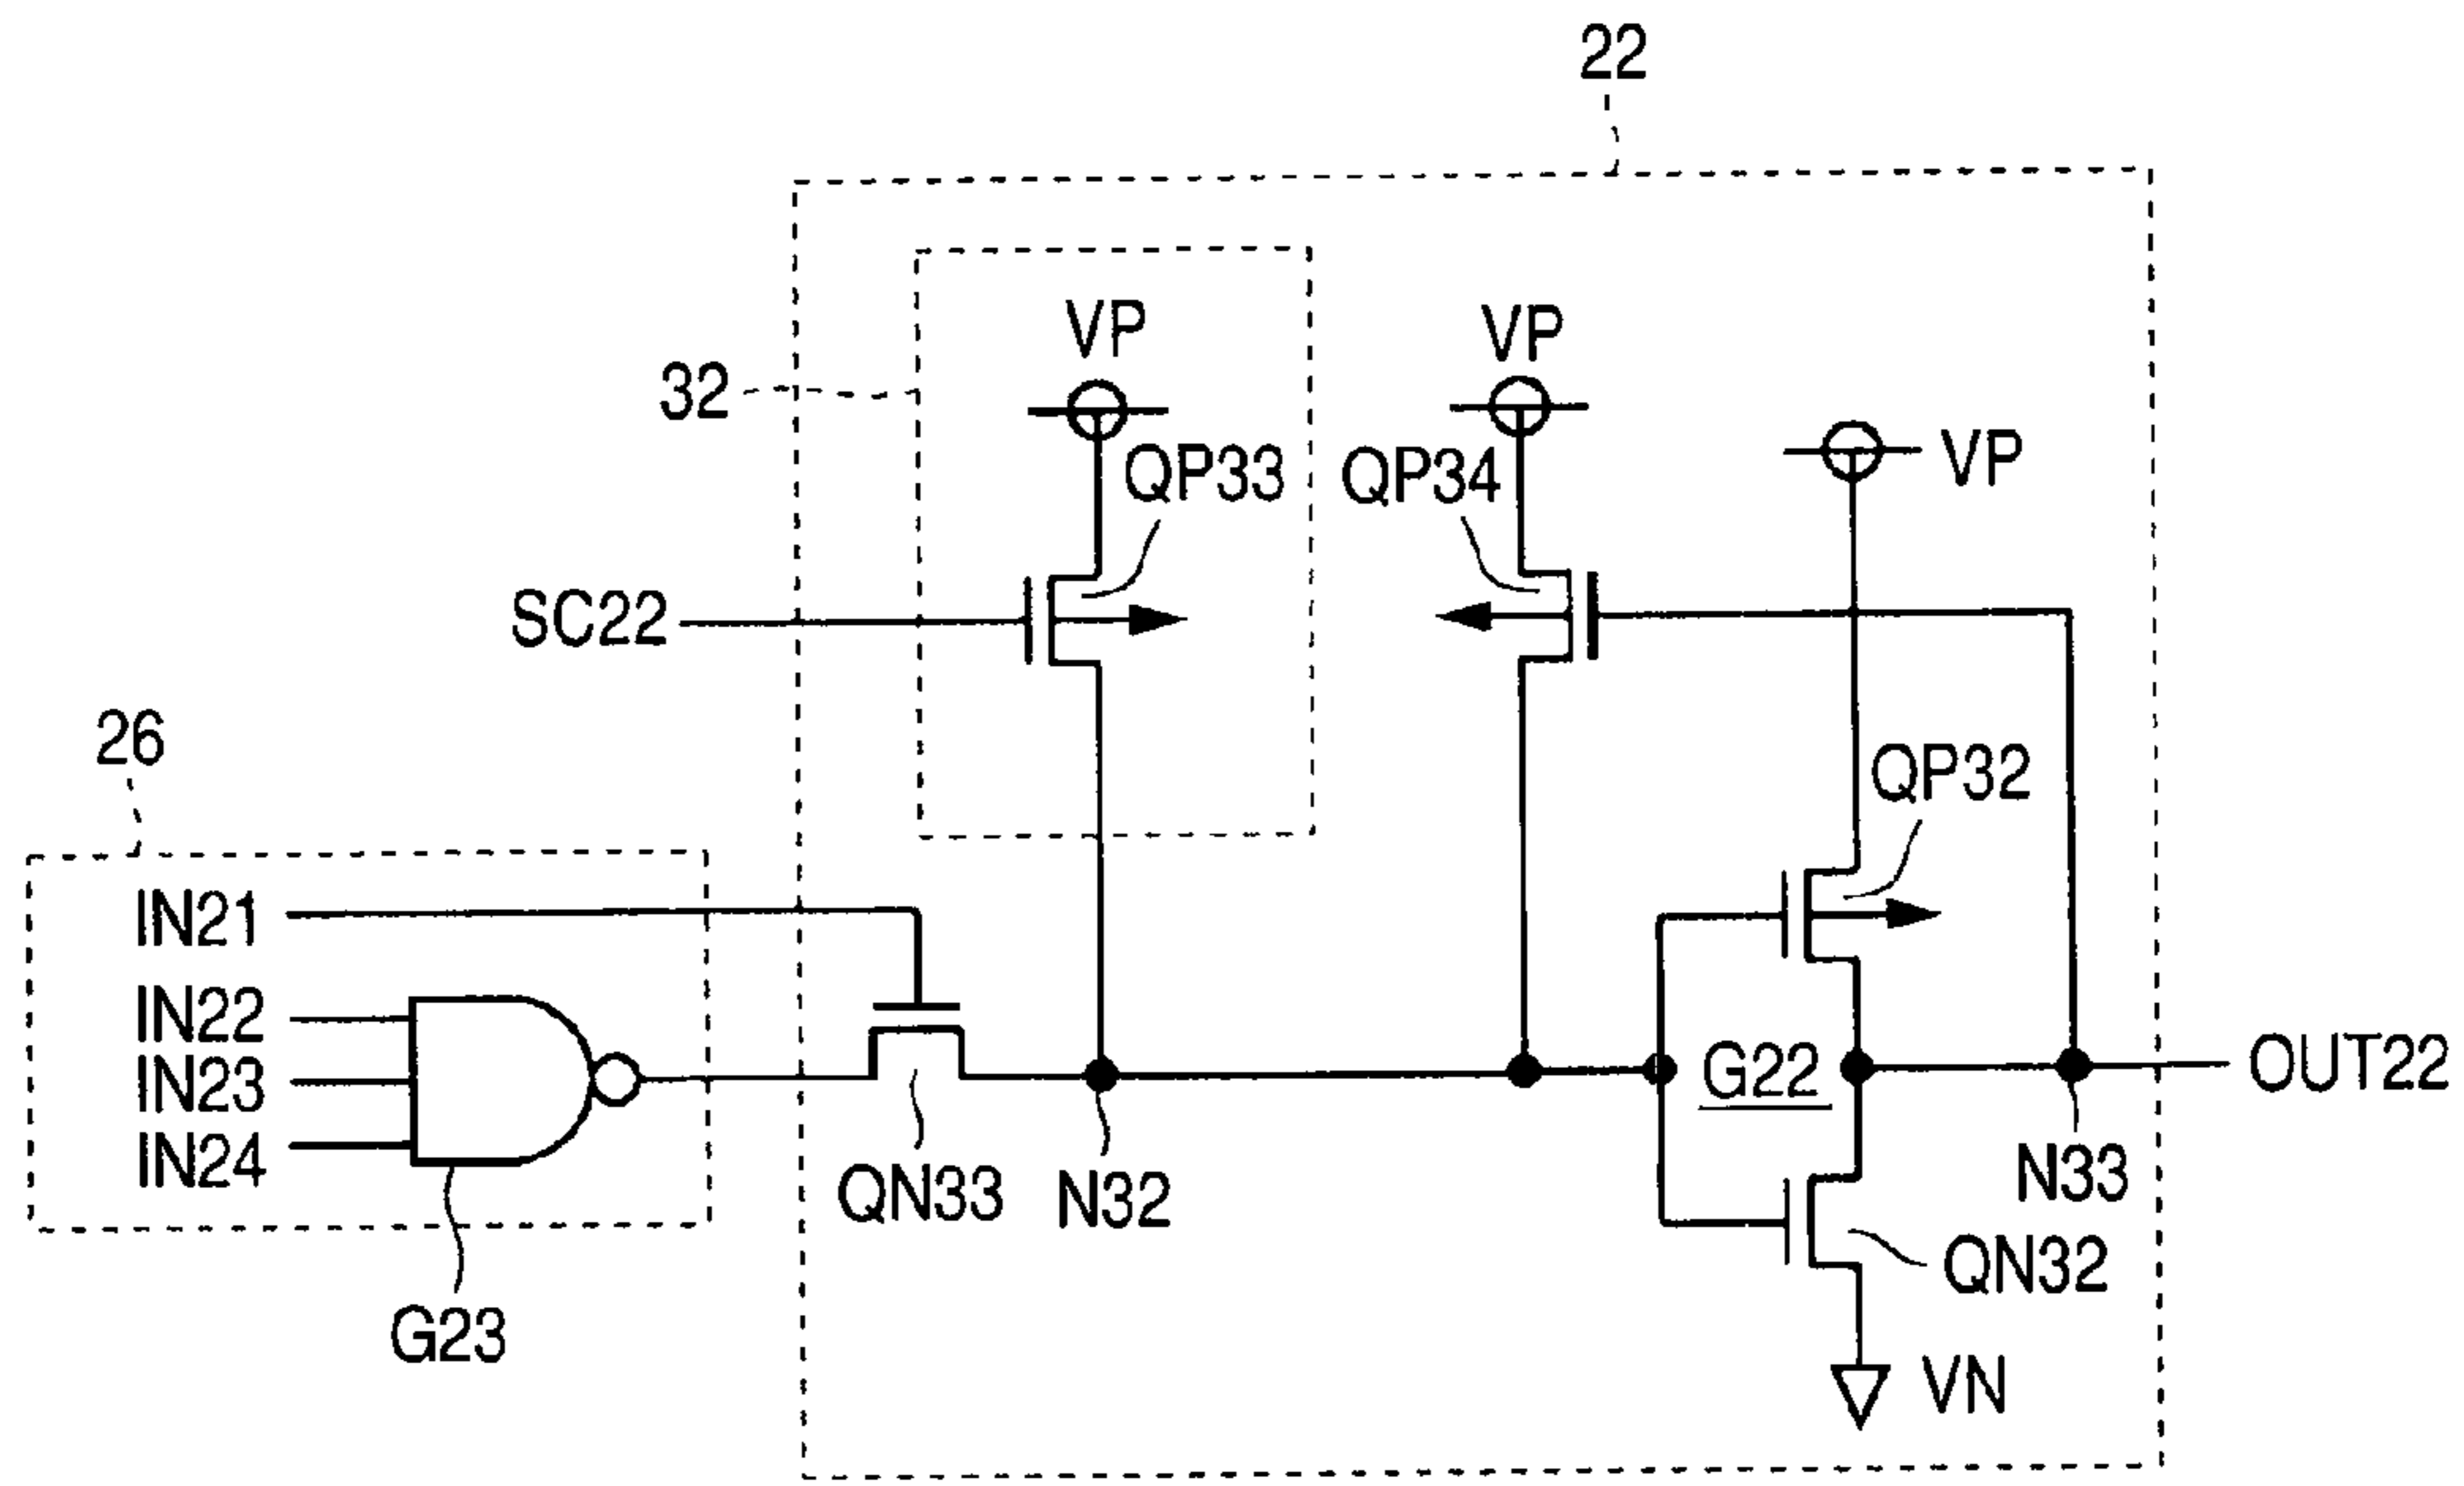 22
VP
VP
32
QP33
QP34
VP
SC22
26
QP32
IN21
IN22
IN23
IN24
G22
OUT22
QN33
N32
N33
QN32
G23
VN